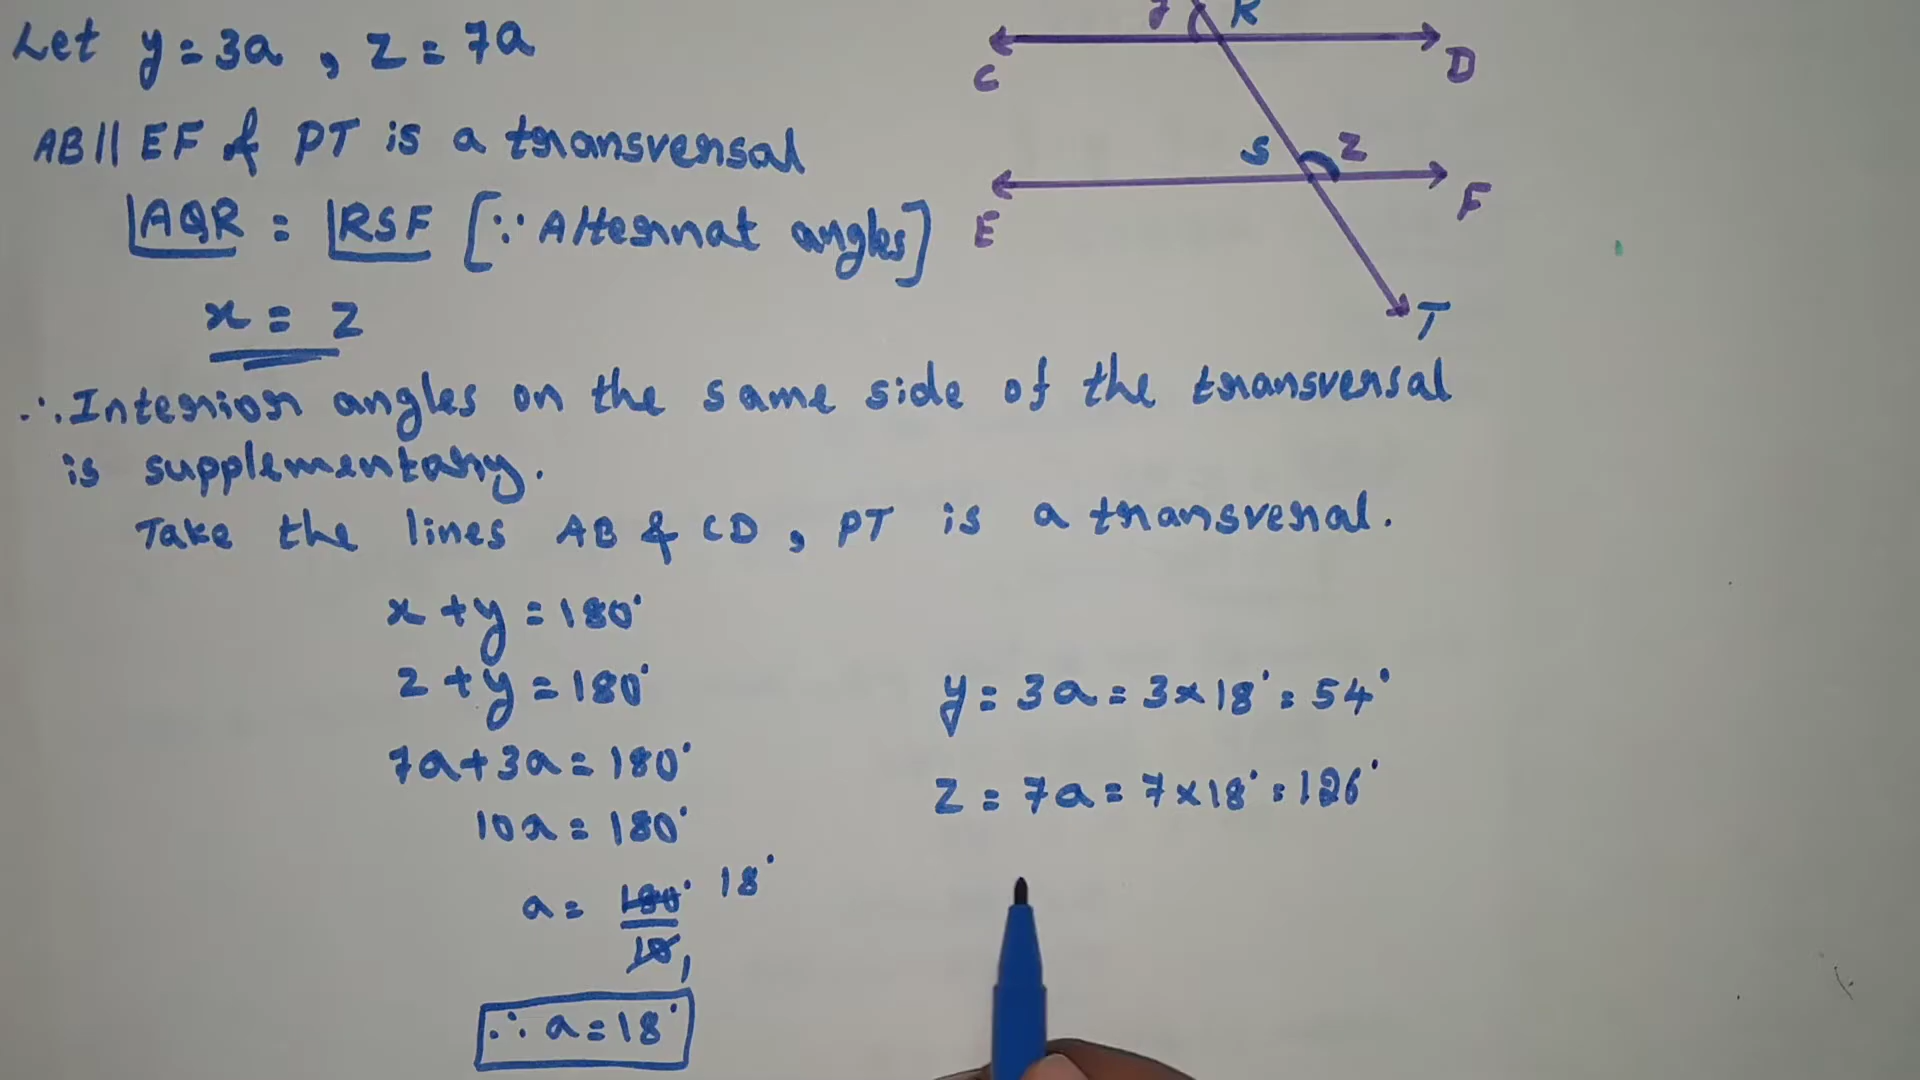 Let y = 3a , z = 7a
AB || EF & PT is a transversal
∠AQR = ∠RSF [∵ Alternat angles]
x = z
∴ Interior angles on the same side of the transversal
is supplementary.
Take the lines AB & CD , PT is a transveral.
x + y = 180°
z + y = 180°
7a + 3a = 180°
10a = 180°
a = 180° 18°
10 1
∴ a = 18°
y = 3a = 3 × 18° = 54°
z = 7a = 7 × 18° = 126°
y R
C D
S z
E F
T